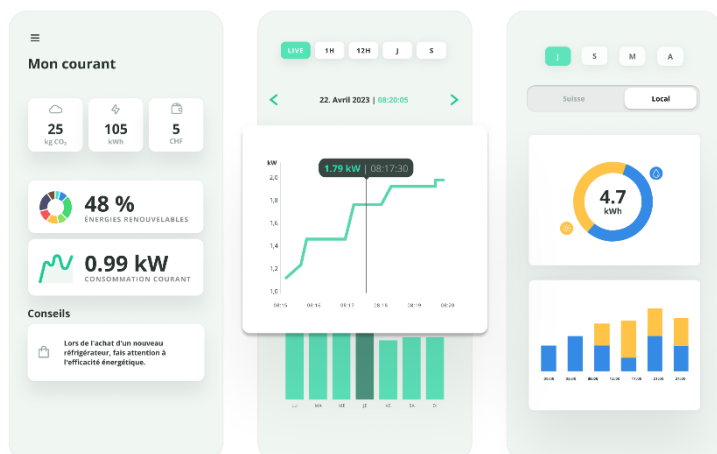 Mon courant
25
kg CO₂
105
kWh
5
CHF
48 %
ÉNERGIES RENOUVELABLES
0.99 kW
CONSOMMATION COURANT
Conseils
Lors de l'achat d'un nouveau
réfrigérateur, fais attention à
l'efficacité énergétique.
LIVE 1H 12H J S
22. Avril 2023 | 08:20:05
1.79 kW | 08:17:30
kW
2,0
1,8
1,6
1,4
1,2
1,0
08:15 08:16 08:17 08:18 08:19 08:20
LU MA ME JE VE SA DI
J S M A
Suisse Local
4.7
kWh